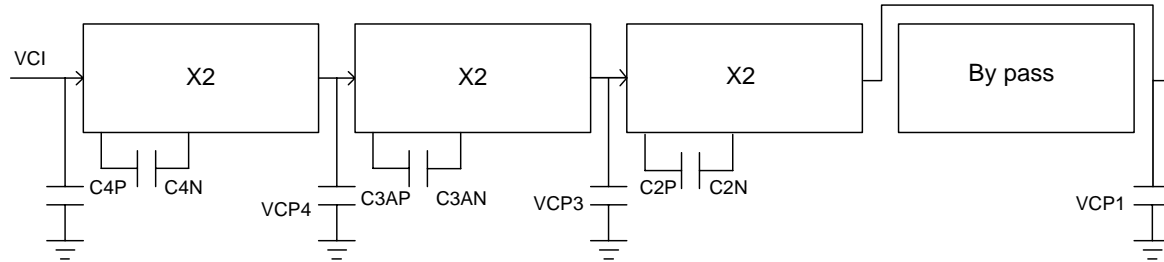 VCI
X2
X2
X2
By pass
C4P
C4N
VCP4
C3AP
C3AN
VCP3
C2P
C2N
VCP1